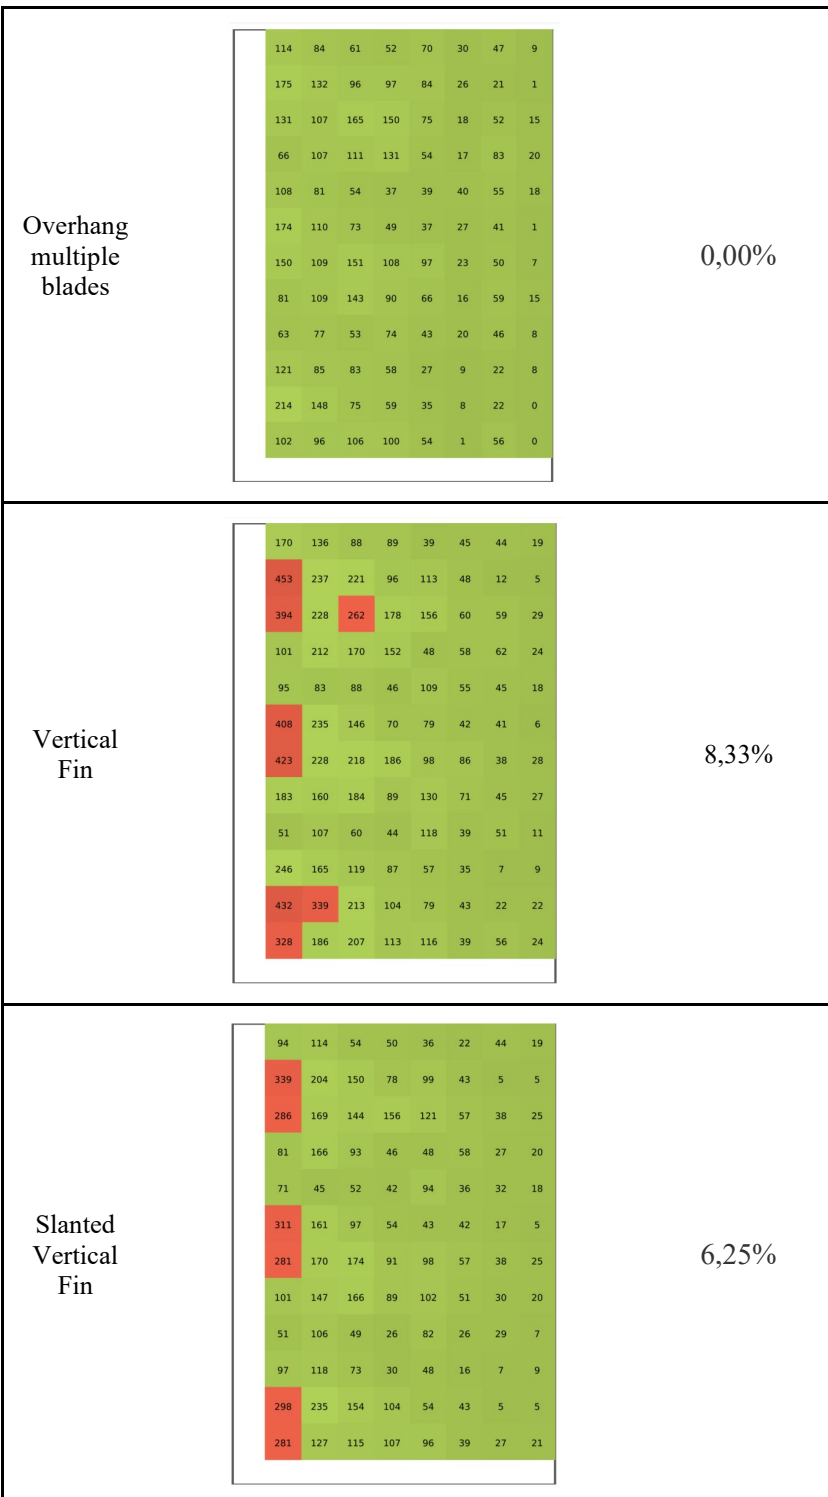 114 84 61 52 70 30 47 9
175 132 96 97 84 26 21 1
131 107 165 150 75 18 52 15
66 107 111 131 54 17 83 20
108 81 54 37 39 40 55 18
174 110 73 49 37 27 41 1
150 109 151 108 97 23 50 7
81 109 143 90 66 16 59 15
63 77 53 74 43 20 46 8
121 85 83 58 27 9 22 8
214 148 75 59 35 8 22 0
102 96 106 100 54 1 56 0
Overhang
multiple
blades
0,00%
170 136 88 89 39 45 44 19
453 237 221 96 113 48 12 5
394 228 262 178 156 60 59 29
101 212 170 152 48 58 62 24
95 83 88 46 109 55 45 18
408 235 146 70 79 42 41 6
423 228 218 186 98 86 38 28
183 160 184 89 130 71 45 27
51 107 60 44 118 39 51 11
246 165 119 87 57 35 7 9
432 339 213 104 79 43 22 22
328 186 207 113 116 39 56 24
Vertical
Fin
8,33%
94 114 54 50 36 22 44 19
339 204 150 78 99 43 5 5
286 169 144 156 121 57 38 25
81 166 93 46 48 58 27 20
71 45 52 42 94 36 32 18
311 161 97 54 43 42 17 5
281 170 174 91 98 57 38 25
101 147 166 89 102 51 30 20
51 106 49 26 82 26 29 7
97 118 73 30 48 16 7 9
298 235 154 104 54 43 5 5
281 127 115 107 96 39 27 21
Slanted
Vertical
Fin
6,25%